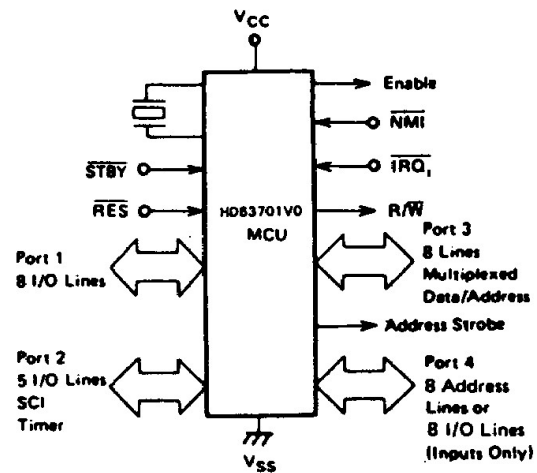 VCC
Enable
NMI
STBY
IRQ1
RES
HD63701V0
MCU
R/W
Port 1
8 I/O Lines
Port 3
8 Lines
Multiplexed
Data/Address
Address Strobe
Port 2
5 I/O Lines
SCI
Timer
Port 4
8 Address
Lines or
8 I/O Lines
(Inputs Only)
VSS